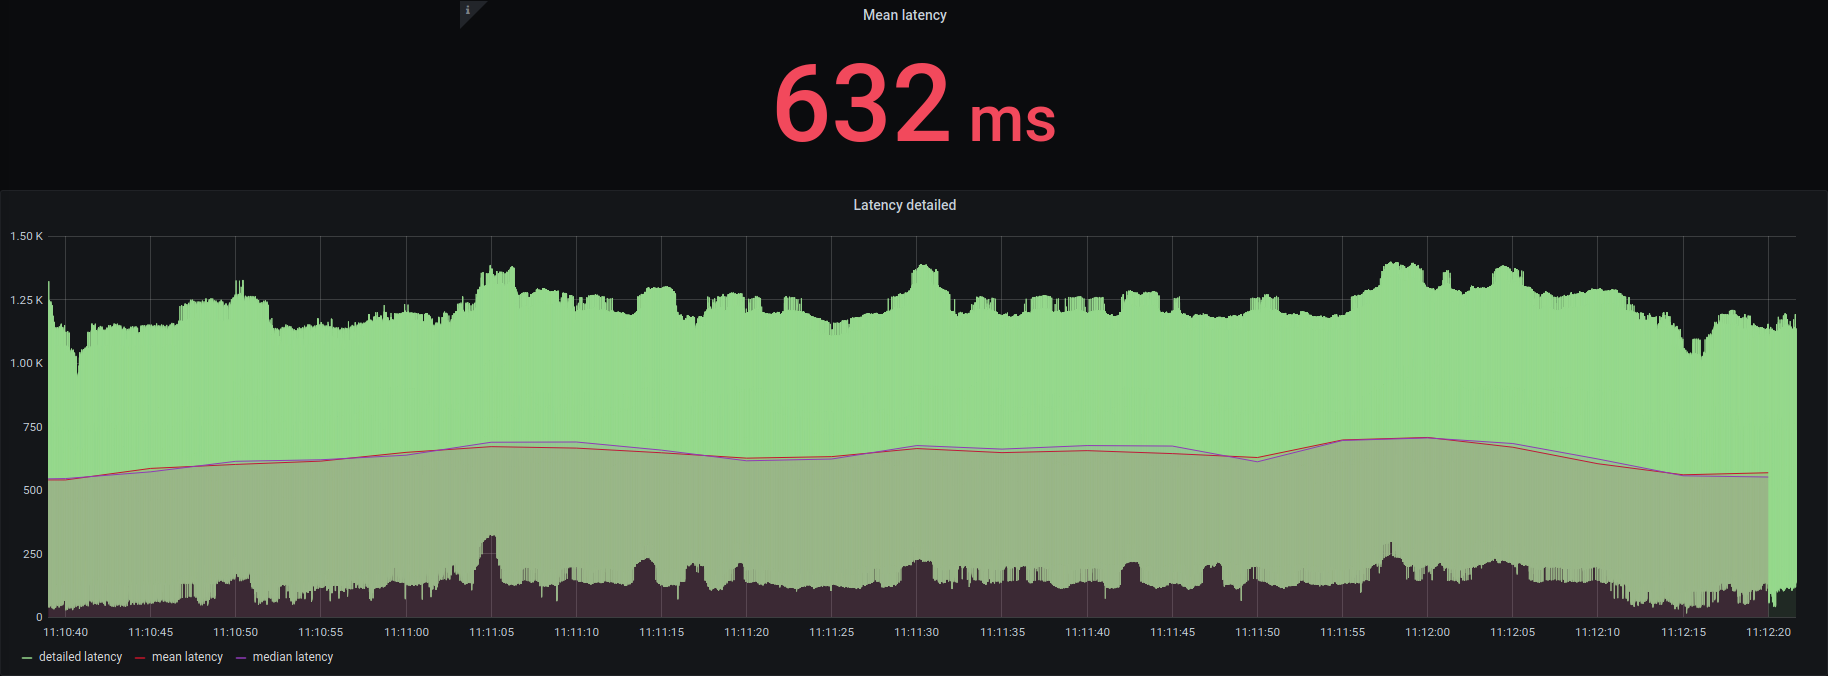 i
Mean latency
632 ms
Latency detailed
1.50 K
1.25 K
1.00 K
750
500
250
0
11:10:40 11:10:45 11:10:50 11:10:55 11:11:00 11:11:05 11:11:10 11:11:15 11:11:20 11:11:25 11:11:30 11:11:35 11:11:40 11:11:45 11:11:50 11:11:55 11:12:00 11:12:05 11:12:10 11:12:15 11:12:20
detailed latency mean latency median latency